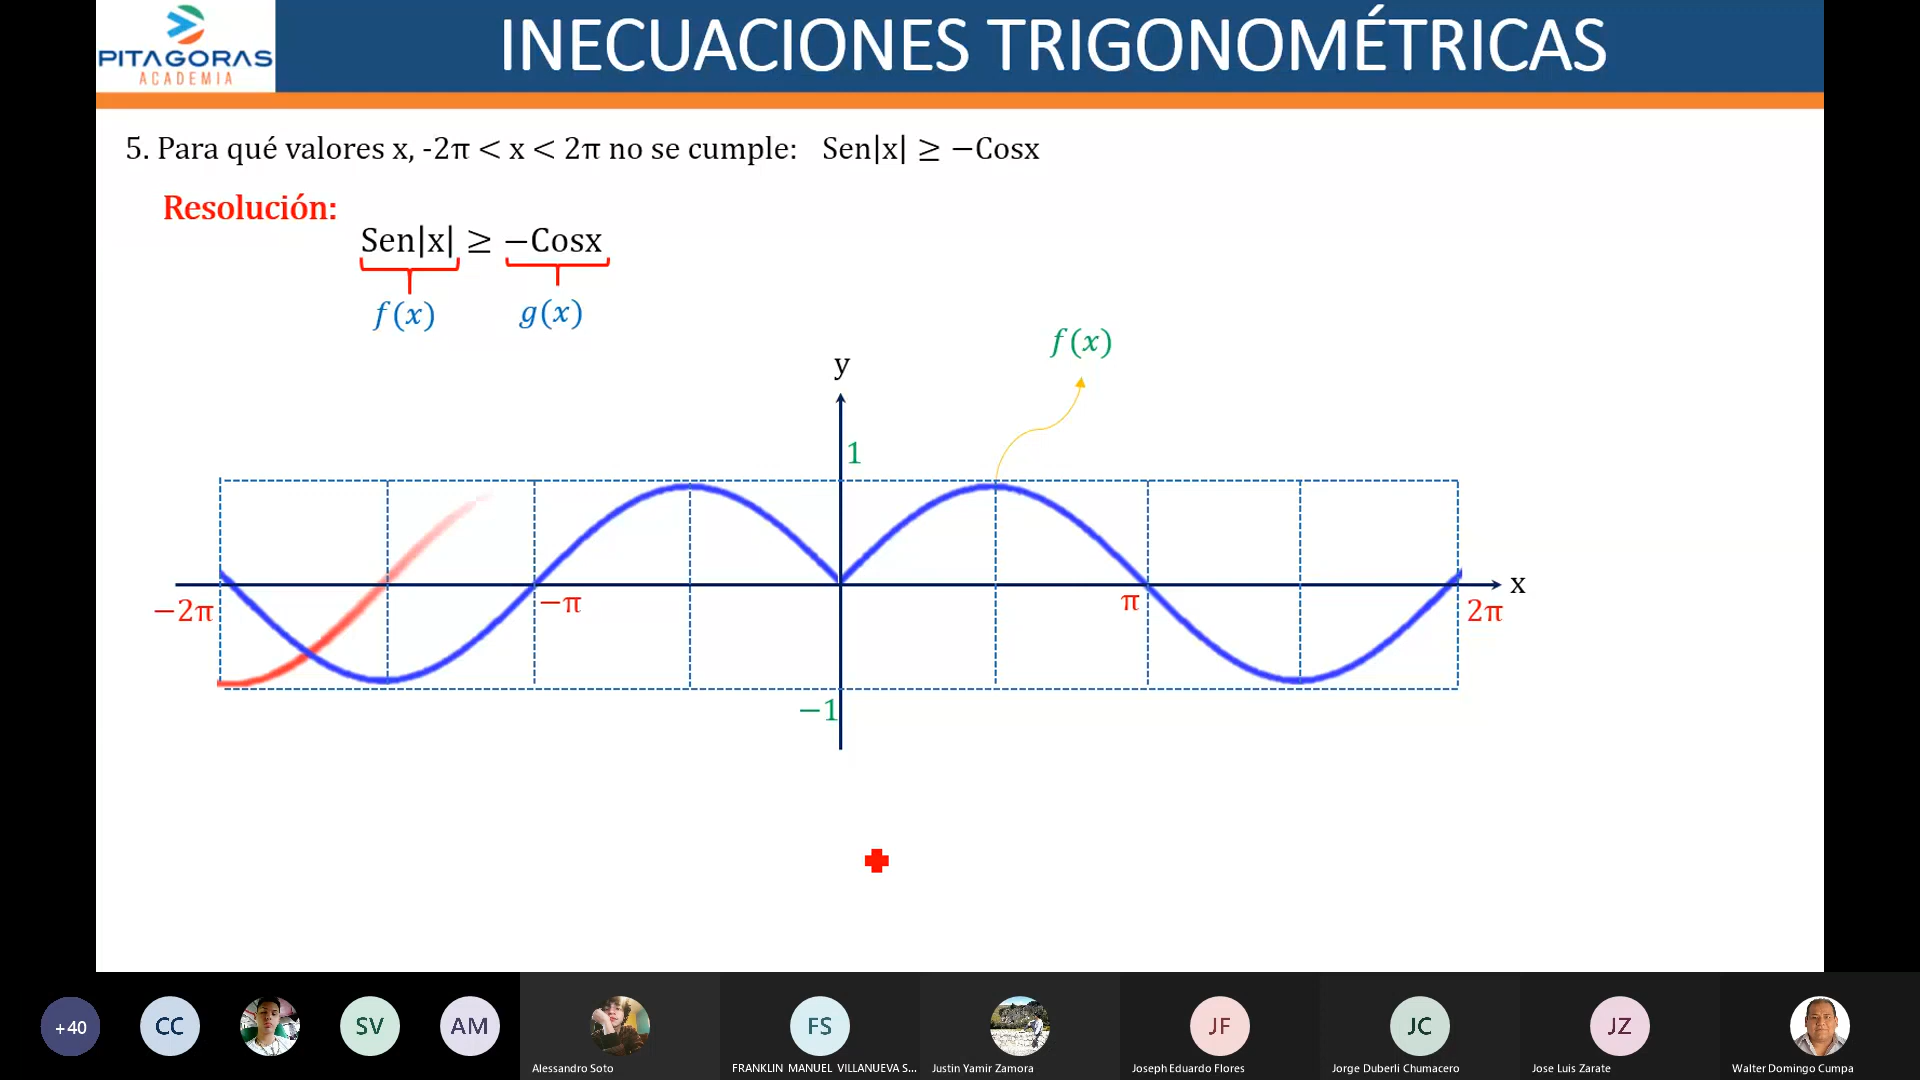 PITAGORAS
ACADEMIA
INECUACIONES TRIGONOMÉTRICAS
5. Para qué valores x, -2π < x < 2π no se cumple: Sen|x| ≥ −Cosx
Resolución:
Sen|x| ≥ −Cosx
f(x) g(x)
f(x)
y
1
−2π −π π 2π x
−1
+40 CC SV AM FS JF JC JZ
Alessandro Soto FRANKLIN MANUEL VILLANUEVA S... Justin Yamir Zamora Joseph Eduardo Flores Jorge Duberli Chumacero Jose Luis Zarate Walter Domingo Cumpa